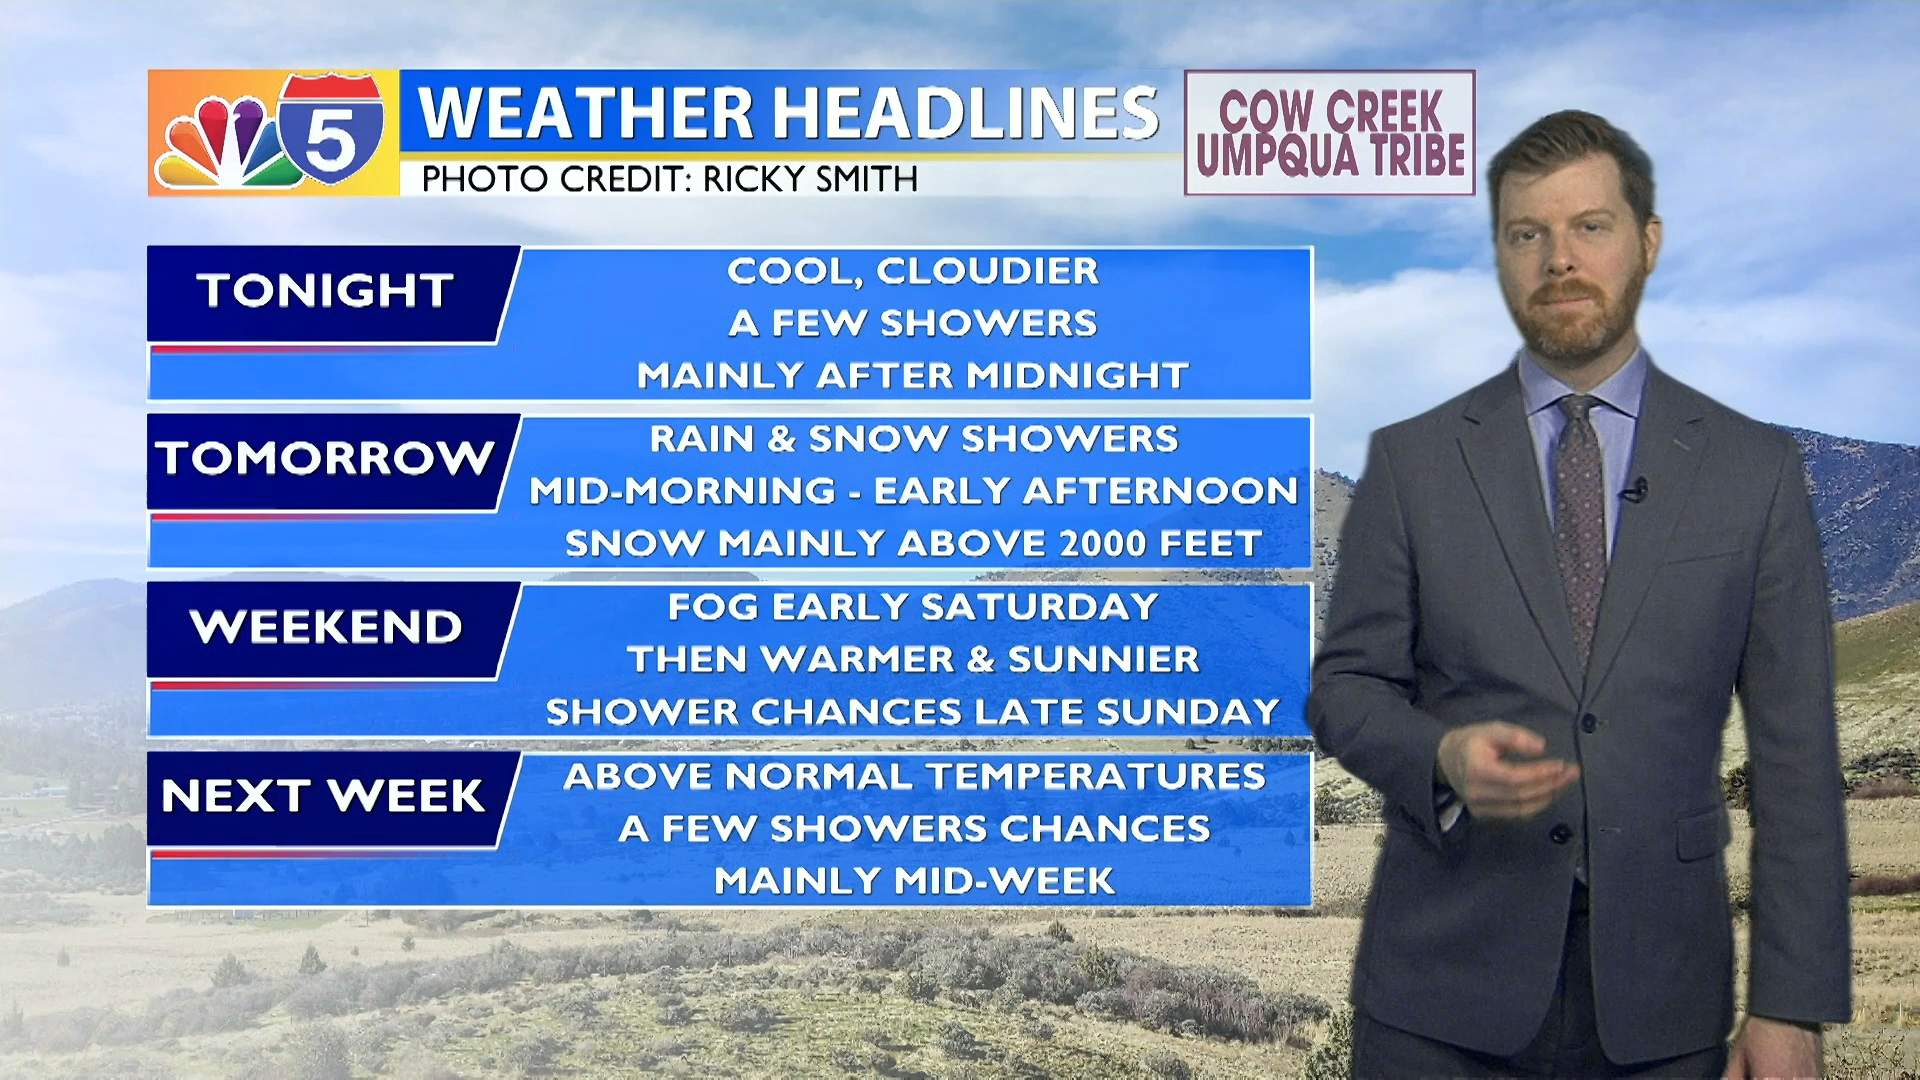 5
WEATHER HEADLINES
PHOTO CREDIT: RICKY SMITH
COW CREEK
UMPQUA TRIBE
TONIGHT
COOL, CLOUDIER
A FEW SHOWERS
MAINLY AFTER MIDNIGHT
TOMORROW
RAIN & SNOW SHOWERS
MID-MORNING - EARLY AFTERNOON
SNOW MAINLY ABOVE 2000 FEET
WEEKEND
FOG EARLY SATURDAY
THEN WARMER & SUNNIER
SHOWER CHANCES LATE SUNDAY
NEXT WEEK
ABOVE NORMAL TEMPERATURES
A FEW SHOWERS CHANCES
MAINLY MID-WEEK